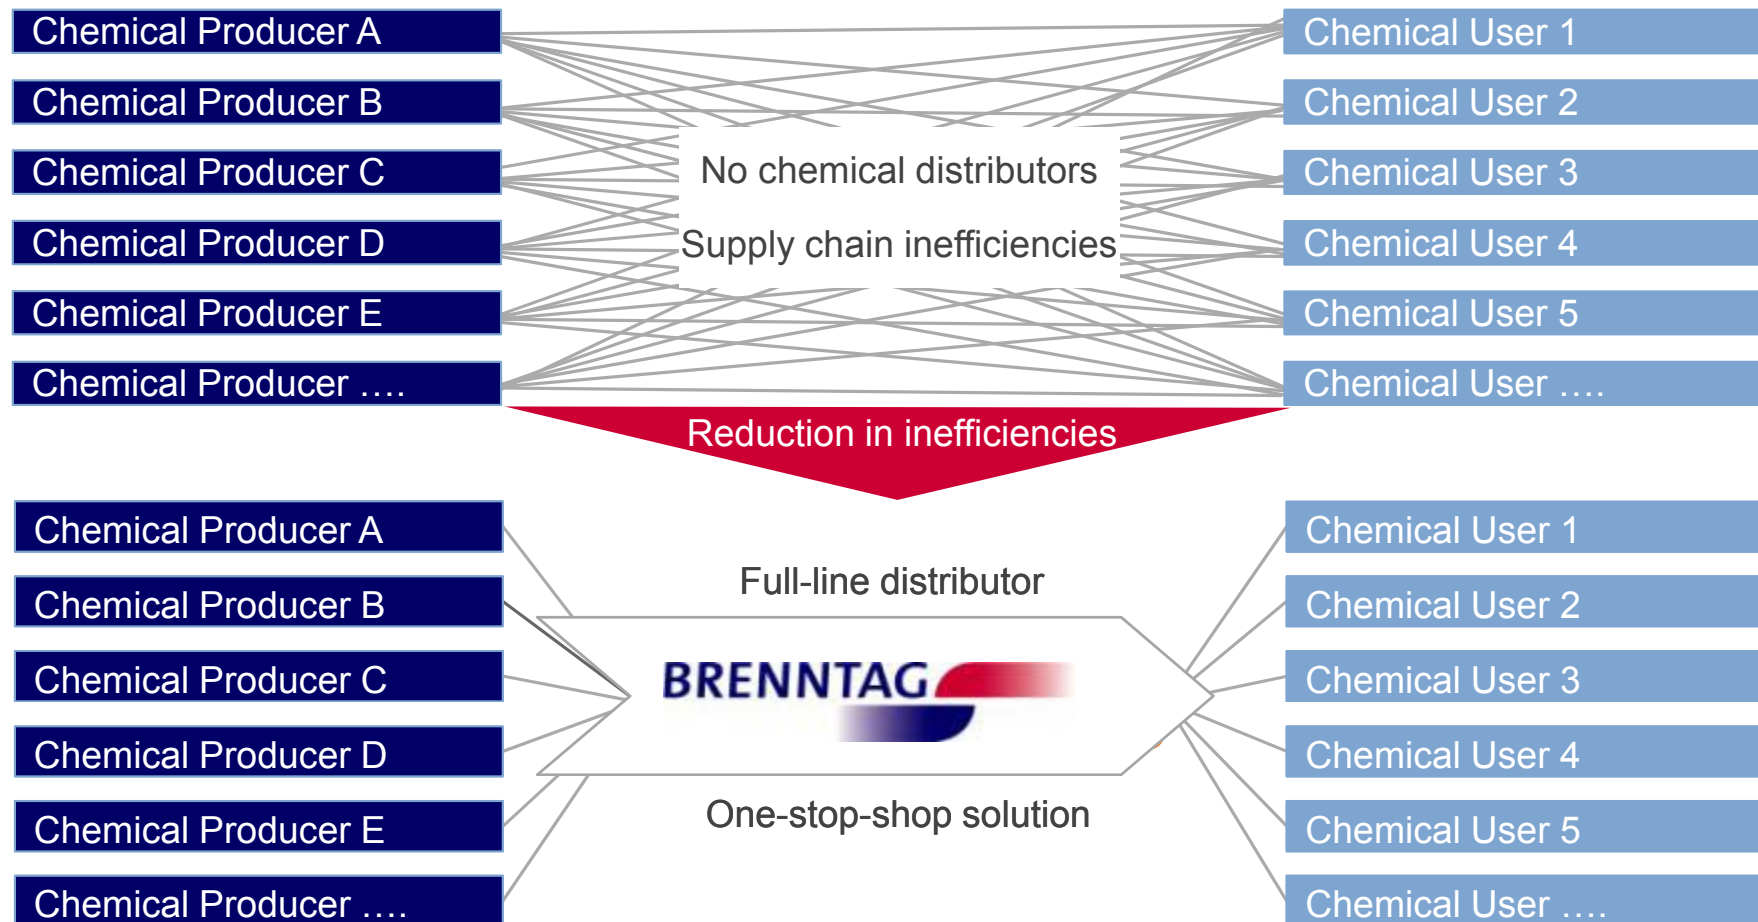 Chemical Producer A
Chemical User 1
Chemical Producer B
Chemical User 2
Chemical Producer C
No chemical distributors
Chemical User 3
Chemical Producer D
Supply chain inefficiencies
Chemical User 4
Chemical Producer E
Chemical User 5
Chemical Producer ….
Chemical User ….
Reduction in inefficiencies
Chemical Producer A
Chemical User 1
Full-line distributor
Chemical Producer B
Chemical User 2
Chemical Producer C
BRENNTAG
Chemical User 3
Chemical Producer D
Chemical User 4
One-stop-shop solution
Chemical Producer E
Chemical User 5
Chemical Producer ….
Chemical User ….